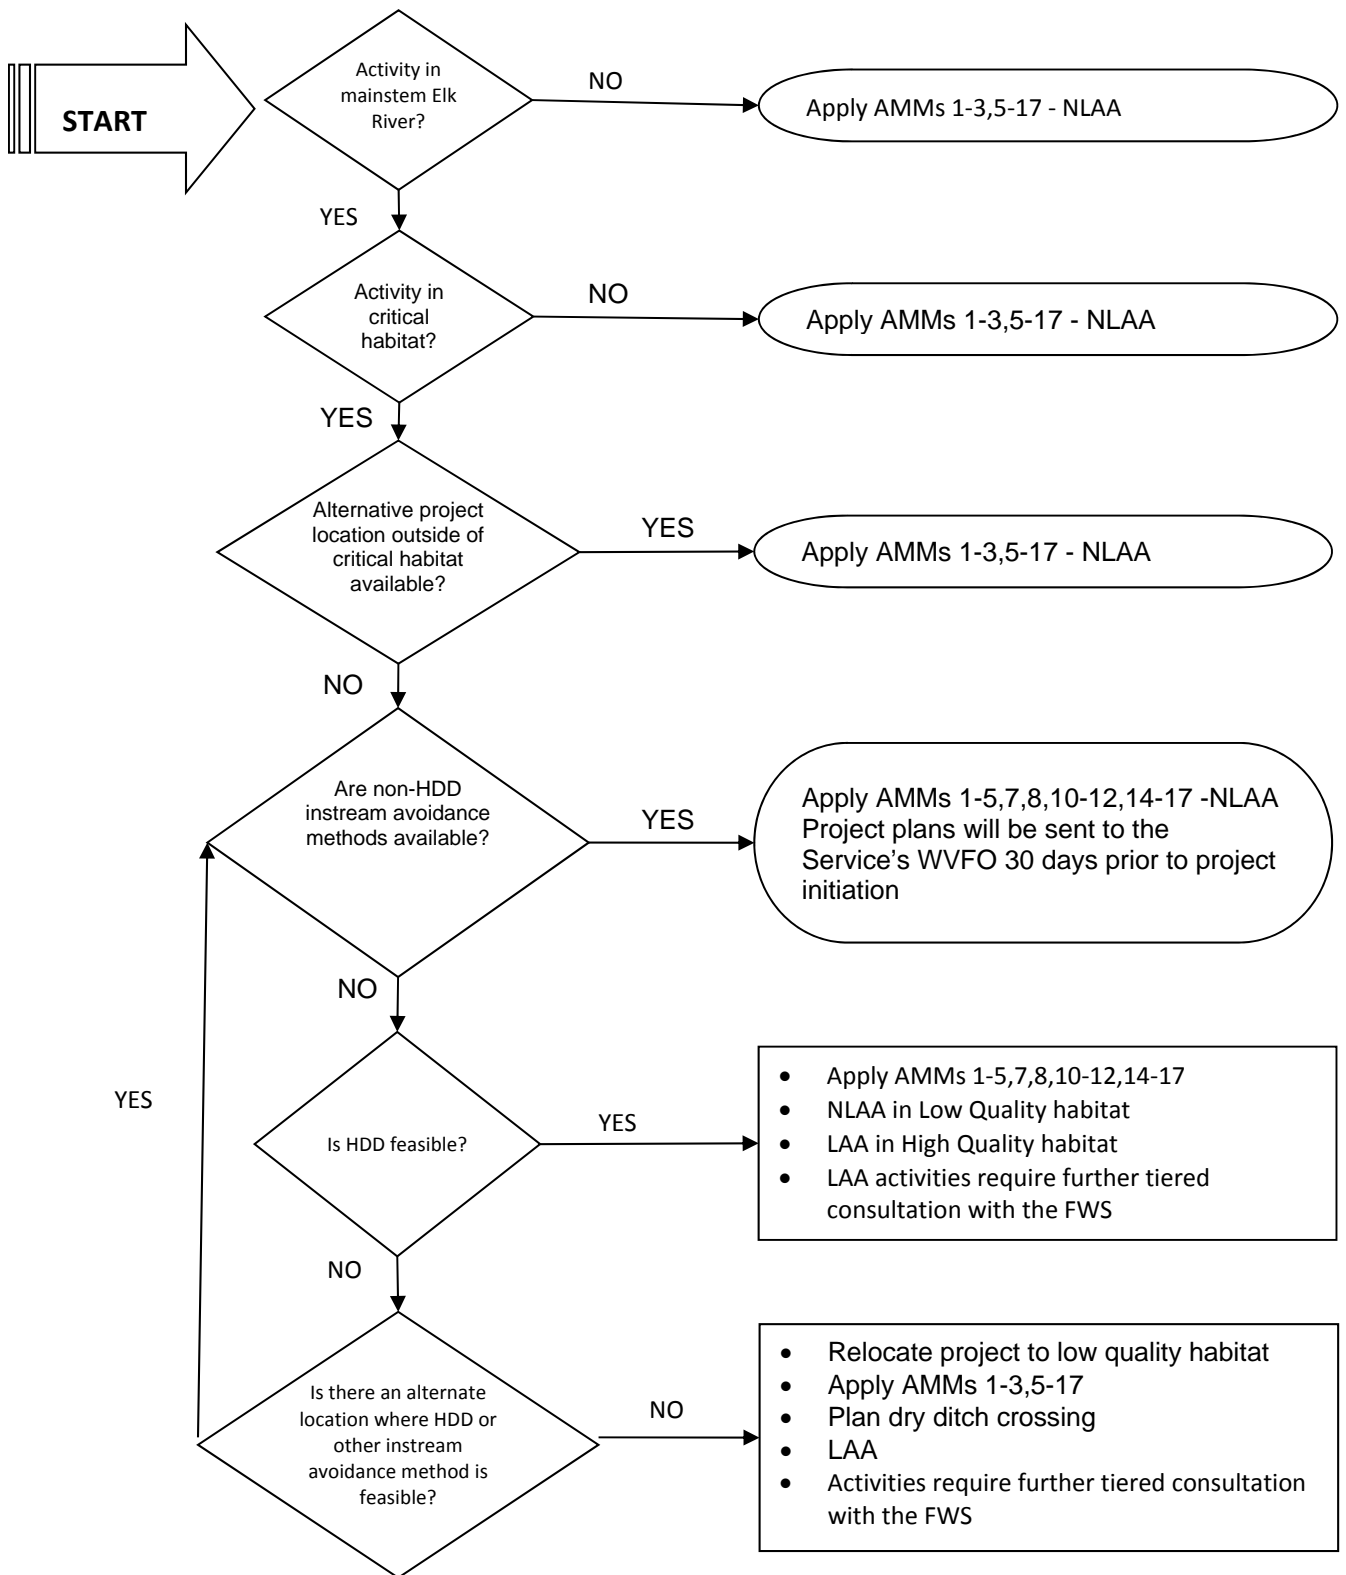 START
Activity in
mainstem Elk
River?
NO
Apply AMMs 1-3,5-17 - NLAA
YES
Activity in
critical
habitat?
NO
Apply AMMs 1-3,5-17 - NLAA
YES
Alternative project
location outside of
critical habitat
available?
YES
Apply AMMs 1-3,5-17 - NLAA
NO
Are non-HDD
instream avoidance
methods available?
YES
Apply AMMs 1-5,7,8,10-12,14-17 -NLAA
Project plans will be sent to the
Service’s WVFO 30 days prior to project
initiation
NO
YES
Is HDD feasible?
YES
• Apply AMMs 1-5,7,8,10-12,14-17
• NLAA in Low Quality habitat
• LAA in High Quality habitat
• LAA activities require further tiered
consultation with the FWS
NO
Is there an alternate
location where HDD or
other instream
avoidance method is
feasible?
NO
• Relocate project to low quality habitat
• Apply AMMs 1-3,5-17
• Plan dry ditch crossing
• LAA
• Activities require further tiered consultation
with the FWS